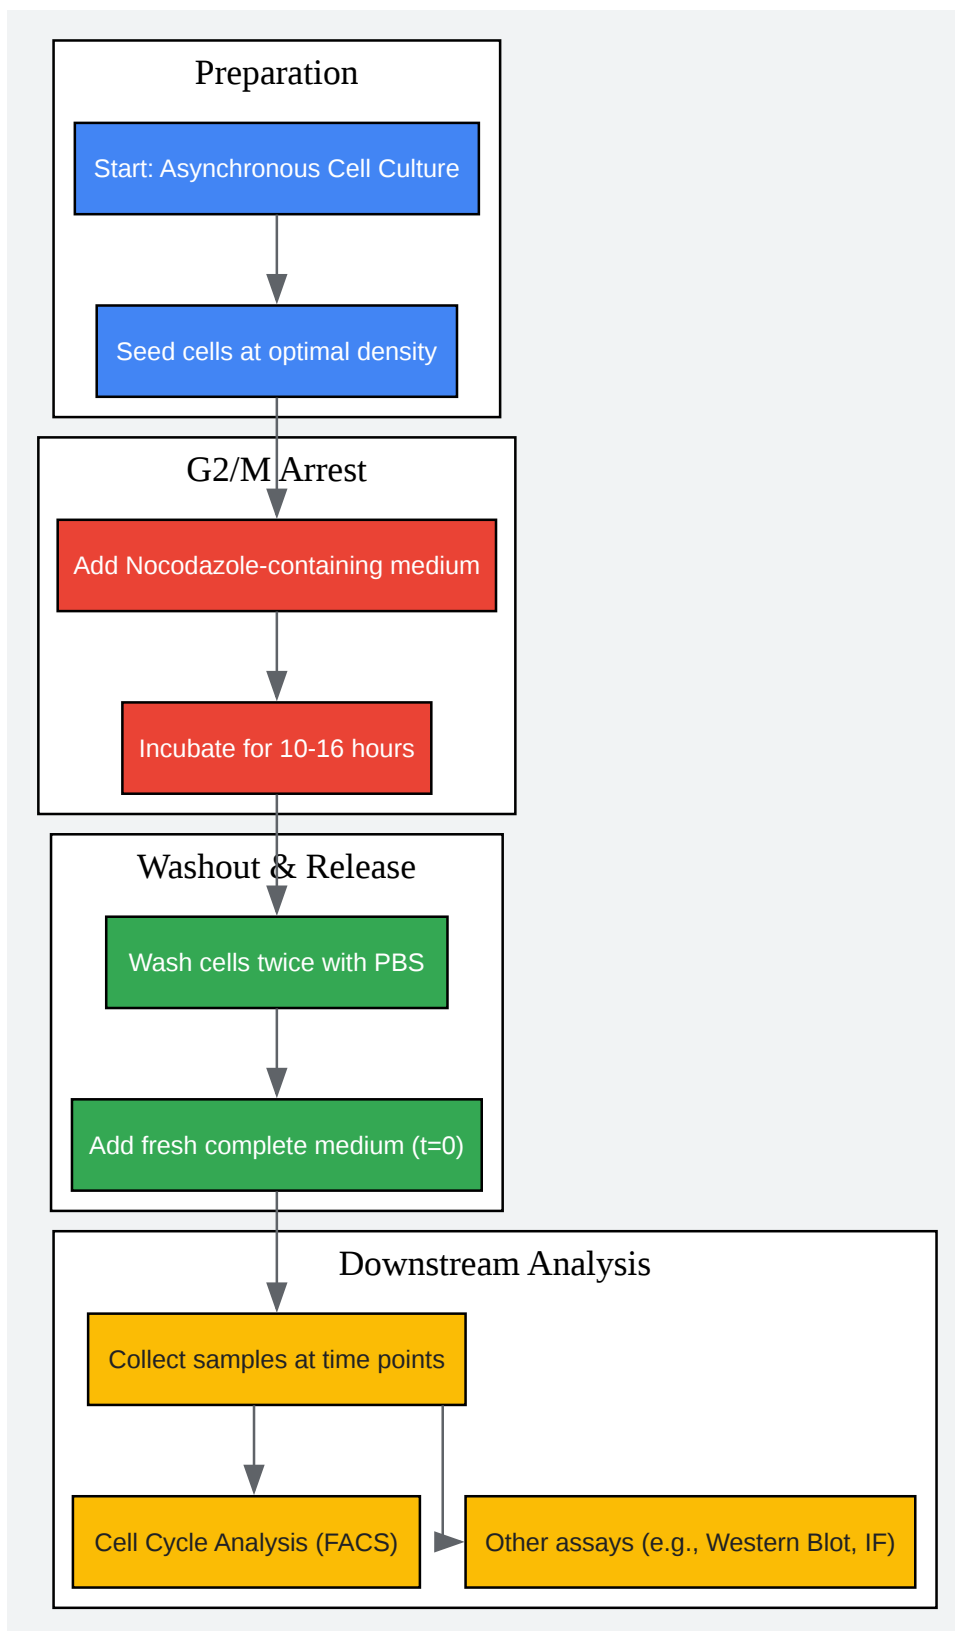 Preparation
Start: Asynchronous Cell Culture
Seed cells at optimal density
G2/M Arrest
Add Nocodazole-containing medium
Incubate for 10-16 hours
Washout & Release
Wash cells twice with PBS
Add fresh complete medium (t=0)
Downstream Analysis
Collect samples at time points
Cell Cycle Analysis (FACS)
Other assays (e.g., Western Blot, IF)